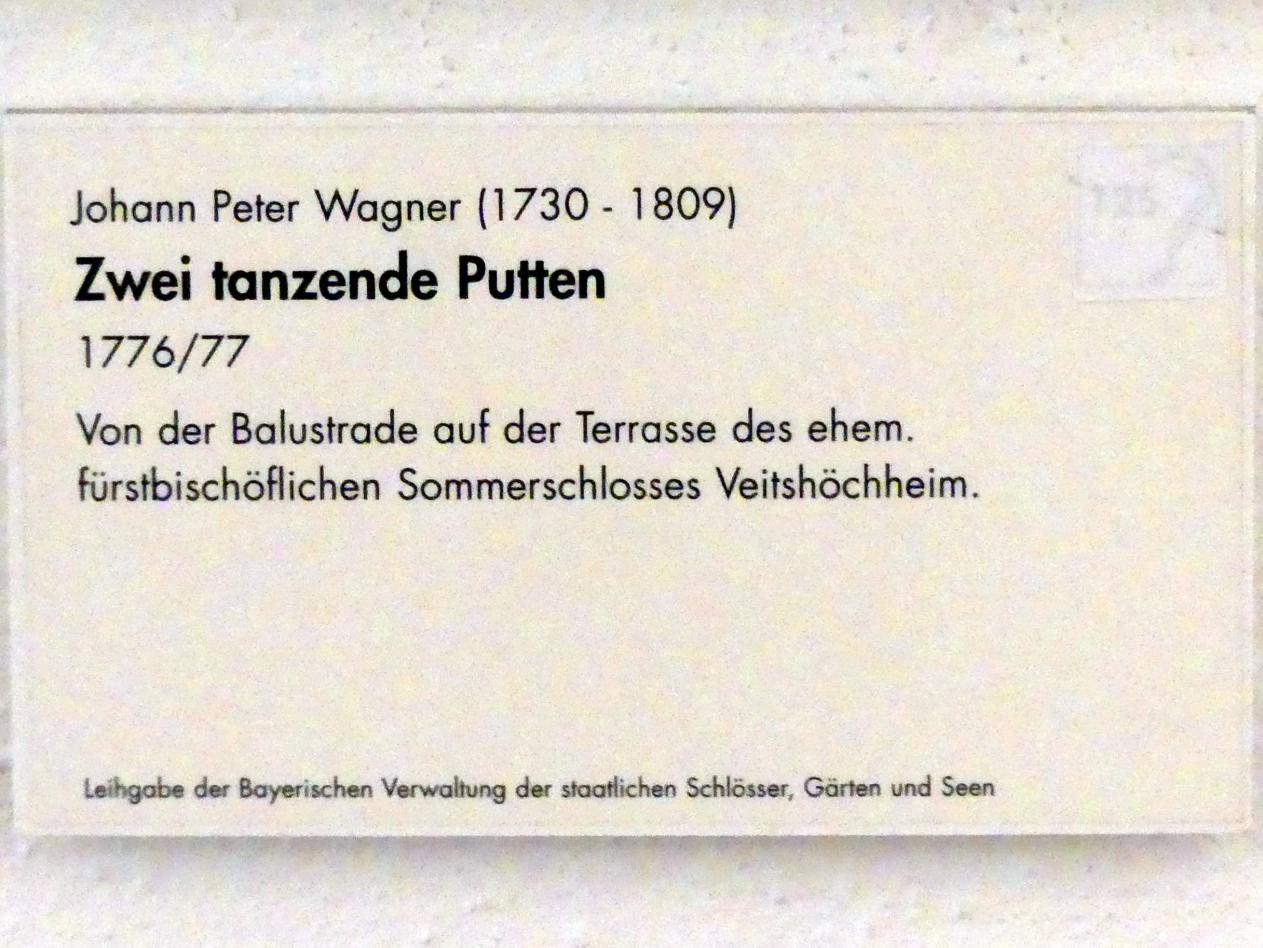 Johann Peter Wagner (1730 - 1809)
Zwei tanzende Putten
1776/77
Von der Balustrade auf der Terrasse des ehem.
fürstbischöflichen Sommerschlosses Veitshöchheim.
Leihgabe der Bayerischen Verwaltung der staatlichen Schlösser, Gärten und Seen